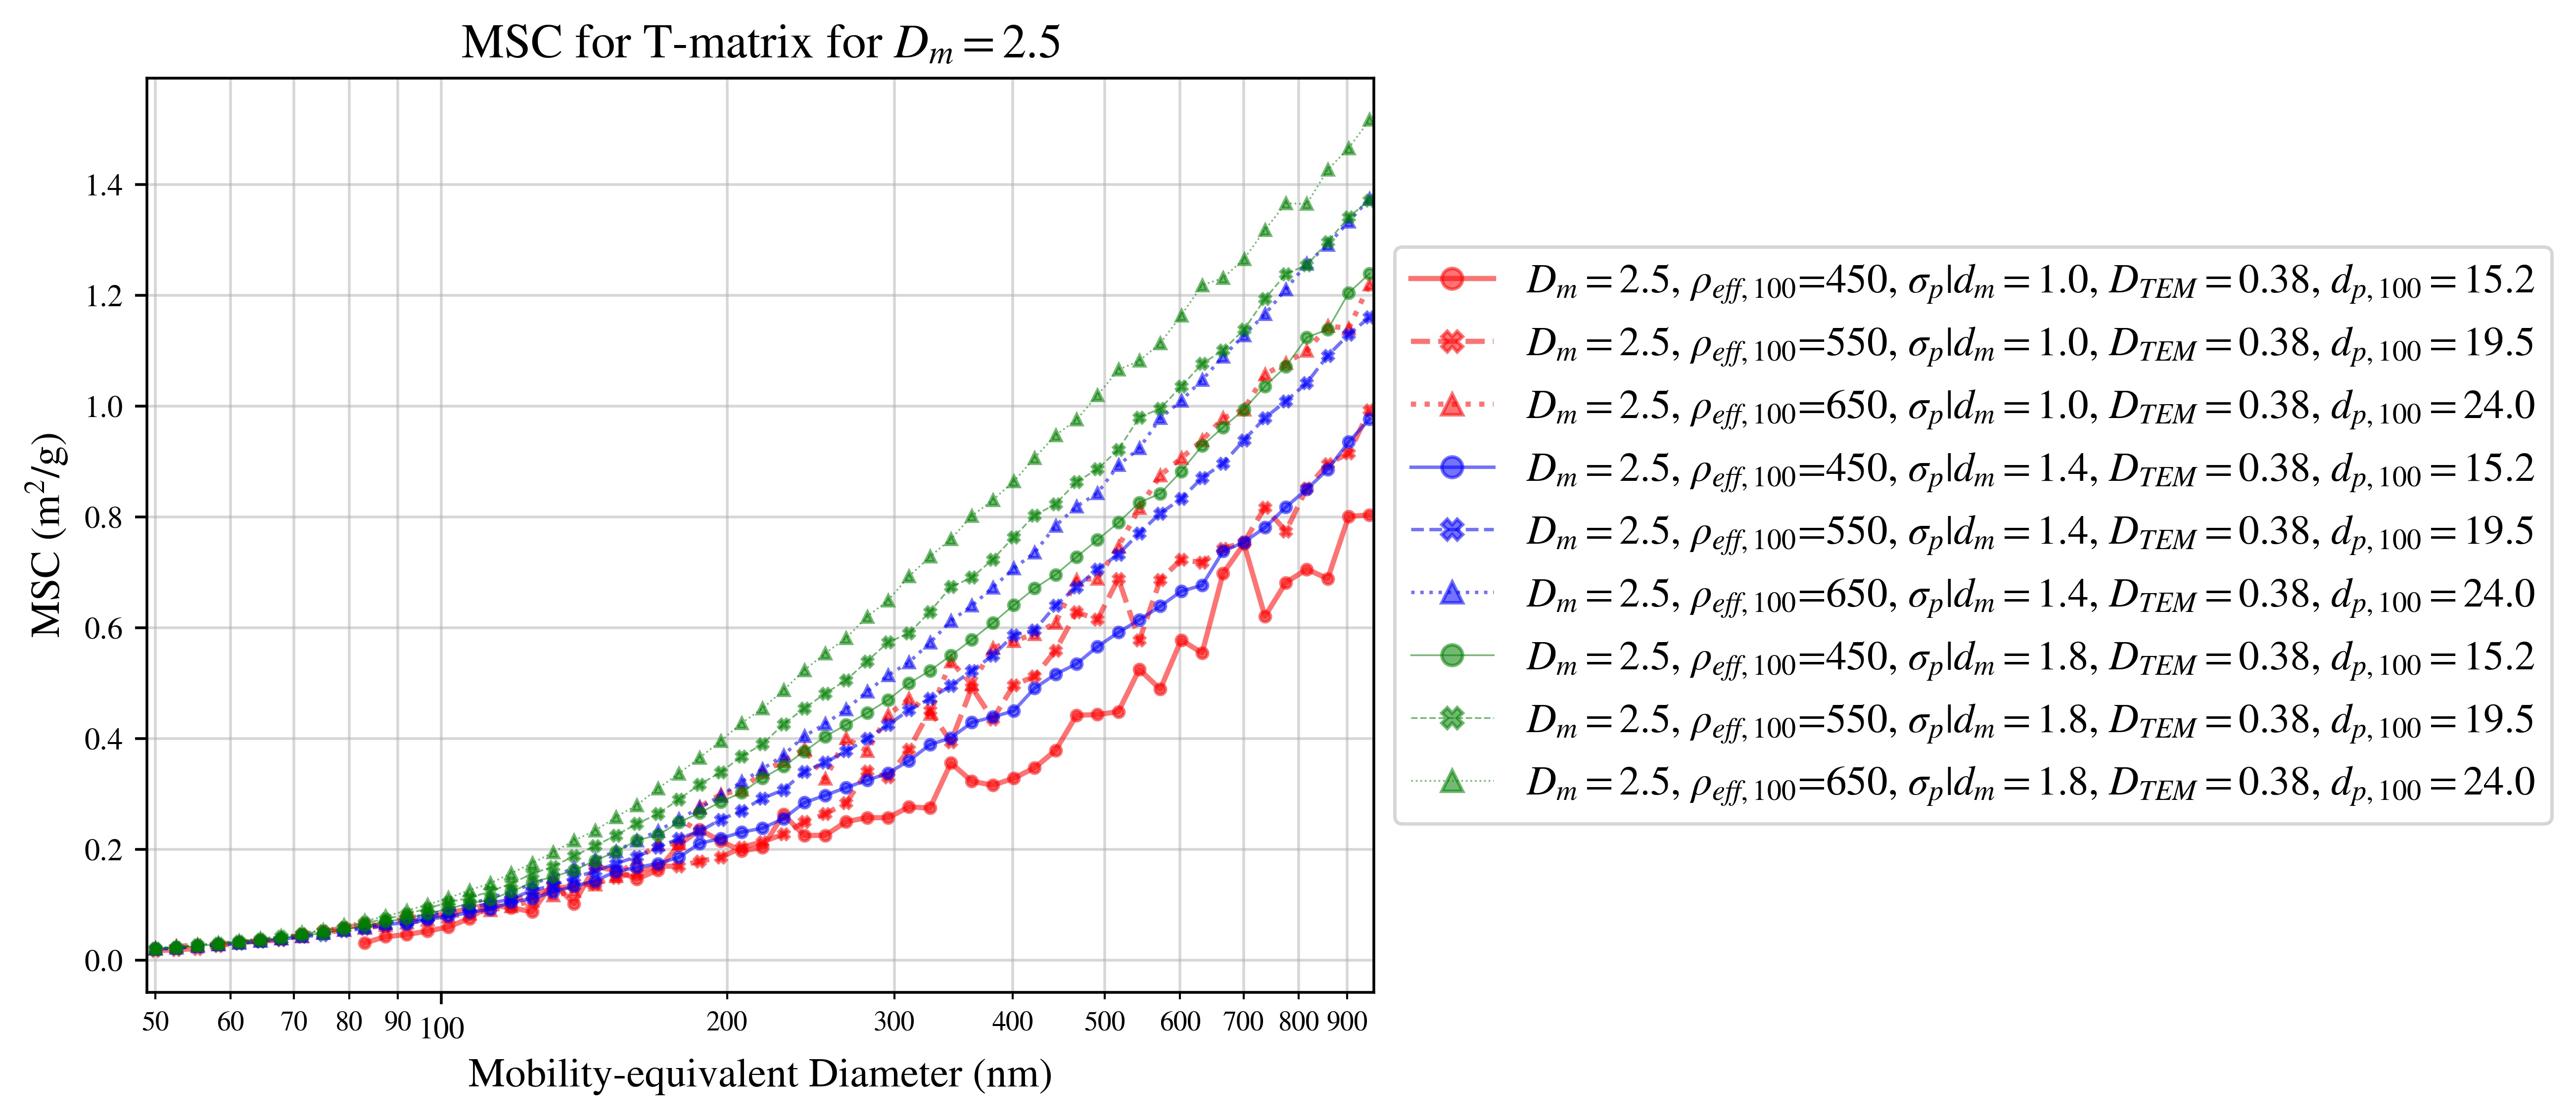 MSC for T-matrix for D_m = 2.5
MSC (m²/g)
1.4
1.2
1.0
0.8
0.6
0.4
0.2
0.0
50 60 70 80 90 100 200 300 400 500 600 700 800 900
Mobility-equivalent Diameter (nm)
D_m = 2.5, ρ_eff, 100=450, σ_p|d_m = 1.0, D_TEM = 0.38, d_p, 100 = 15.2
D_m = 2.5, ρ_eff, 100=550, σ_p|d_m = 1.0, D_TEM = 0.38, d_p, 100 = 19.5
D_m = 2.5, ρ_eff, 100=650, σ_p|d_m = 1.0, D_TEM = 0.38, d_p, 100 = 24.0
D_m = 2.5, ρ_eff, 100=450, σ_p|d_m = 1.4, D_TEM = 0.38, d_p, 100 = 15.2
D_m = 2.5, ρ_eff, 100=550, σ_p|d_m = 1.4, D_TEM = 0.38, d_p, 100 = 19.5
D_m = 2.5, ρ_eff, 100=650, σ_p|d_m = 1.4, D_TEM = 0.38, d_p, 100 = 24.0
D_m = 2.5, ρ_eff, 100=450, σ_p|d_m = 1.8, D_TEM = 0.38, d_p, 100 = 15.2
D_m = 2.5, ρ_eff, 100=550, σ_p|d_m = 1.8, D_TEM = 0.38, d_p, 100 = 19.5
D_m = 2.5, ρ_eff, 100=650, σ_p|d_m = 1.8, D_TEM = 0.38, d_p, 100 = 24.0